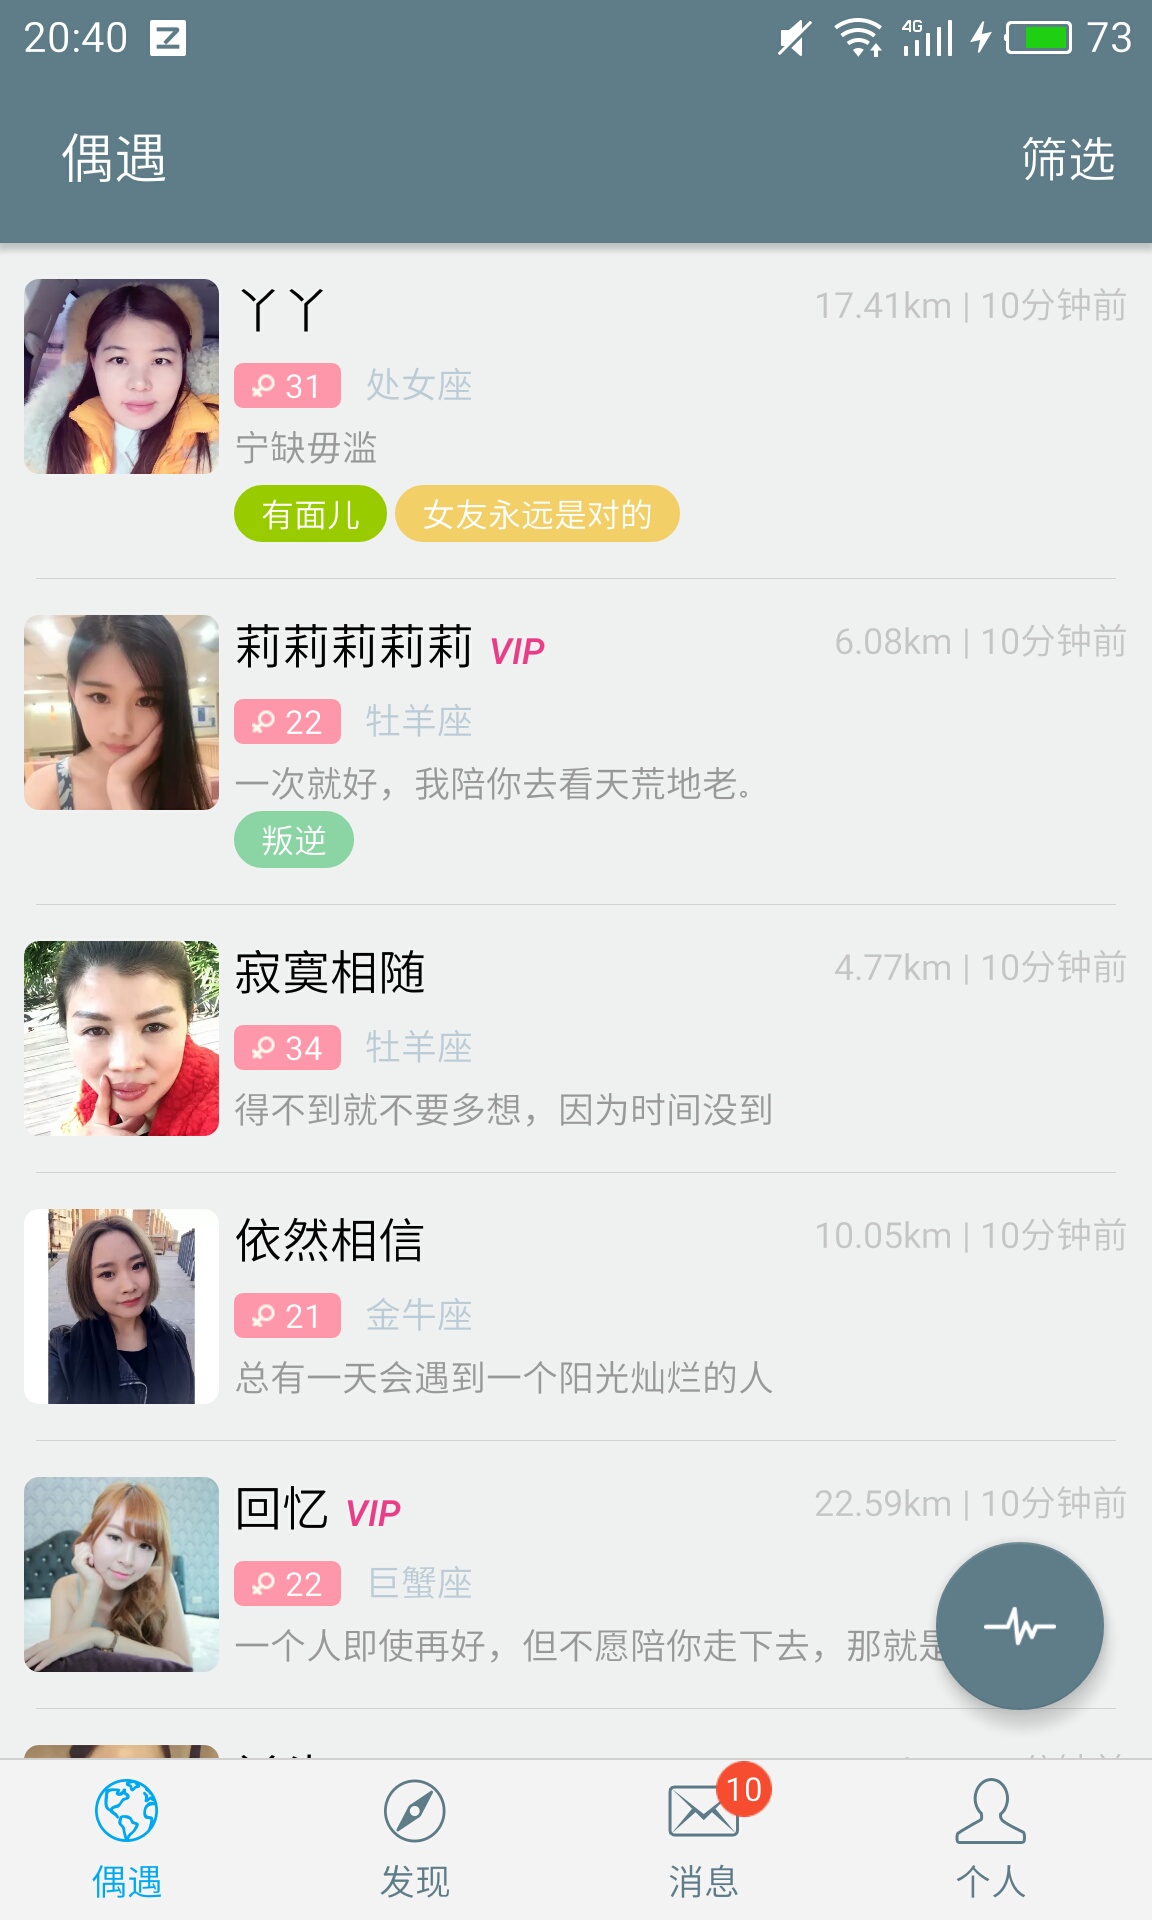 20:40
4G
73
偶遇
筛选
丫丫
17.41km | 10分钟前
31 处女座
宁缺毋滥
有面儿 女友永远是对的
莉莉莉莉莉 VIP
6.08km | 10分钟前
22 牡羊座
一次就好，我陪你去看天荒地老。
叛逆
寂寞相随
4.77km | 10分钟前
34 牡羊座
得不到就不要多想，因为时间没到
依然相信
10.05km | 10分钟前
21 金牛座
总有一天会遇到一个阳光灿烂的人
回忆 VIP
22.59km | 10分钟前
22 巨蟹座
一个人即使再好，但不愿陪你走下去，那就是
10
偶遇
发现
消息
个人